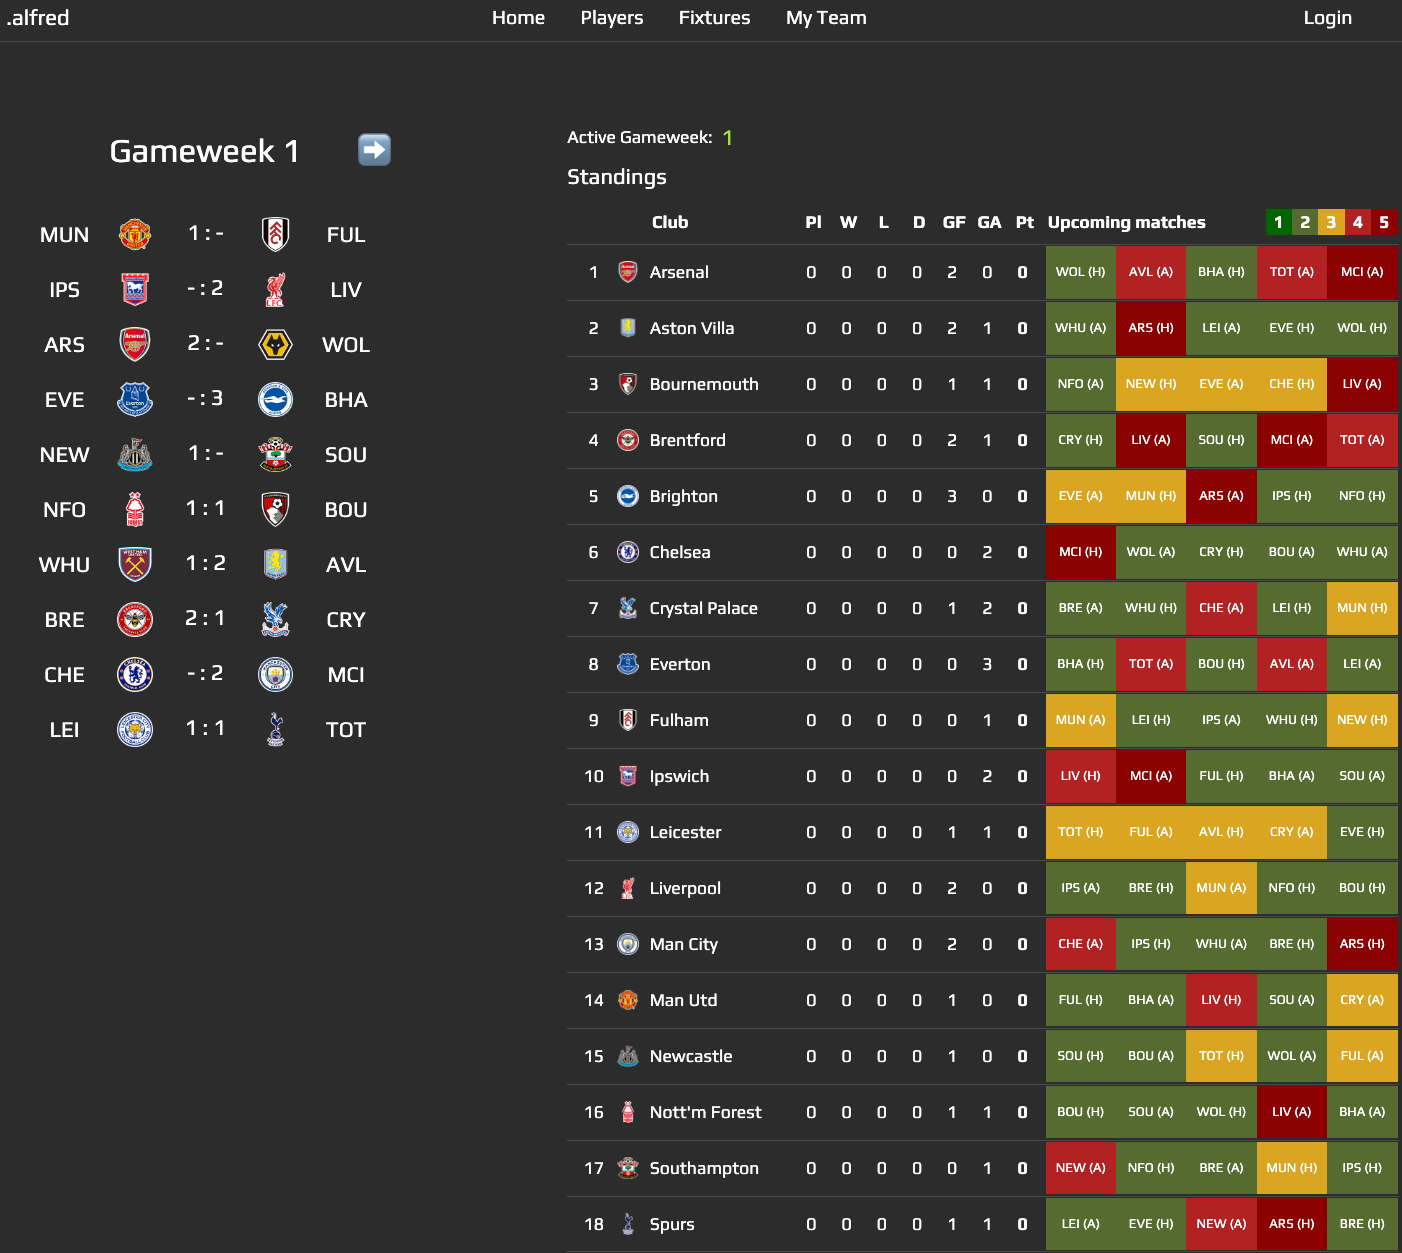 .alfred Home Players Fixtures My Team Login
Gameweek 1
MUN 1 : - FUL
IPS - : 2 LIV
ARS 2 : - WOL
EVE - : 3 BHA
NEW 1 : - SOU
NFO 1 : 1 BOU
WHU 1 : 2 AVL
BRE 2 : 1 CRY
CHE - : 2 MCI
LEI 1 : 1 TOT
Active Gameweek: 1
Standings
Club Pl W L D GF GA Pt Upcoming matches 1 2 3 4 5
1 Arsenal 0 0 0 0 2 0 0 WOL (H) AVL (A) BHA (H) TOT (A) MCI (A)
2 Aston Villa 0 0 0 0 2 1 0 WHU (A) ARS (H) LEI (A) EVE (H) WOL (H)
3 Bournemouth 0 0 0 0 1 1 0 NFO (A) NEW (H) EVE (A) CHE (H) LIV (A)
4 Brentford 0 0 0 0 2 1 0 CRY (H) LIV (A) SOU (H) MCI (A) TOT (A)
5 Brighton 0 0 0 0 3 0 0 EVE (A) MUN (H) ARS (A) IPS (H) NFO (H)
6 Chelsea 0 0 0 0 0 2 0 MCI (H) WOL (A) CRY (H) BOU (A) WHU (A)
7 Crystal Palace 0 0 0 0 1 2 0 BRE (A) WHU (H) CHE (A) LEI (H) MUN (H)
8 Everton 0 0 0 0 0 3 0 BHA (H) TOT (A) BOU (H) AVL (A) LEI (A)
9 Fulham 0 0 0 0 0 1 0 MUN (A) LEI (H) IPS (A) WHU (H) NEW (H)
10 Ipswich 0 0 0 0 0 2 0 LIV (H) MCI (A) FUL (H) BHA (A) SOU (A)
11 Leicester 0 0 0 0 1 1 0 TOT (H) FUL (A) AVL (H) CRY (A) EVE (H)
12 Liverpool 0 0 0 0 2 0 0 IPS (A) BRE (H) MUN (A) NFO (H) BOU (H)
13 Man City 0 0 0 0 2 0 0 CHE (A) IPS (H) WHU (A) BRE (H) ARS (H)
14 Man Utd 0 0 0 0 1 0 0 FUL (H) BHA (A) LIV (H) SOU (A) CRY (A)
15 Newcastle 0 0 0 0 1 0 0 SOU (H) BOU (A) TOT (H) WOL (A) FUL (A)
16 Nott'm Forest 0 0 0 0 1 1 0 BOU (H) SOU (A) WOL (H) LIV (A) BHA (A)
17 Southampton 0 0 0 0 0 1 0 NEW (A) NFO (H) BRE (A) MUN (H) IPS (H)
18 Spurs 0 0 0 0 1 1 0 LEI (A) EVE (H) NEW (A) ARS (H) BRE (H)